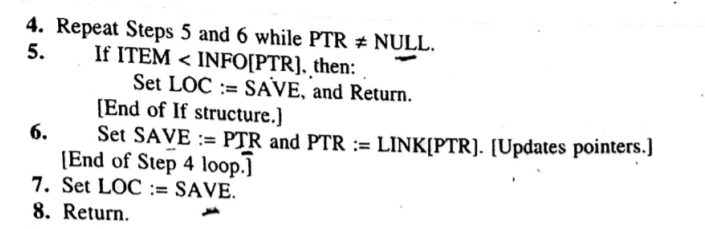 4. Repeat Steps 5 and 6 while PTR ≠ NULL.
5. If ITEM < INFO[PTR], then:
Set LOC := SAVE, and Return.
[End of If structure.]
6. Set SAVE := PTR and PTR := LINK[PTR]. [Updates pointers.]
[End of Step 4 loop.]
7. Set LOC := SAVE.
8. Return.